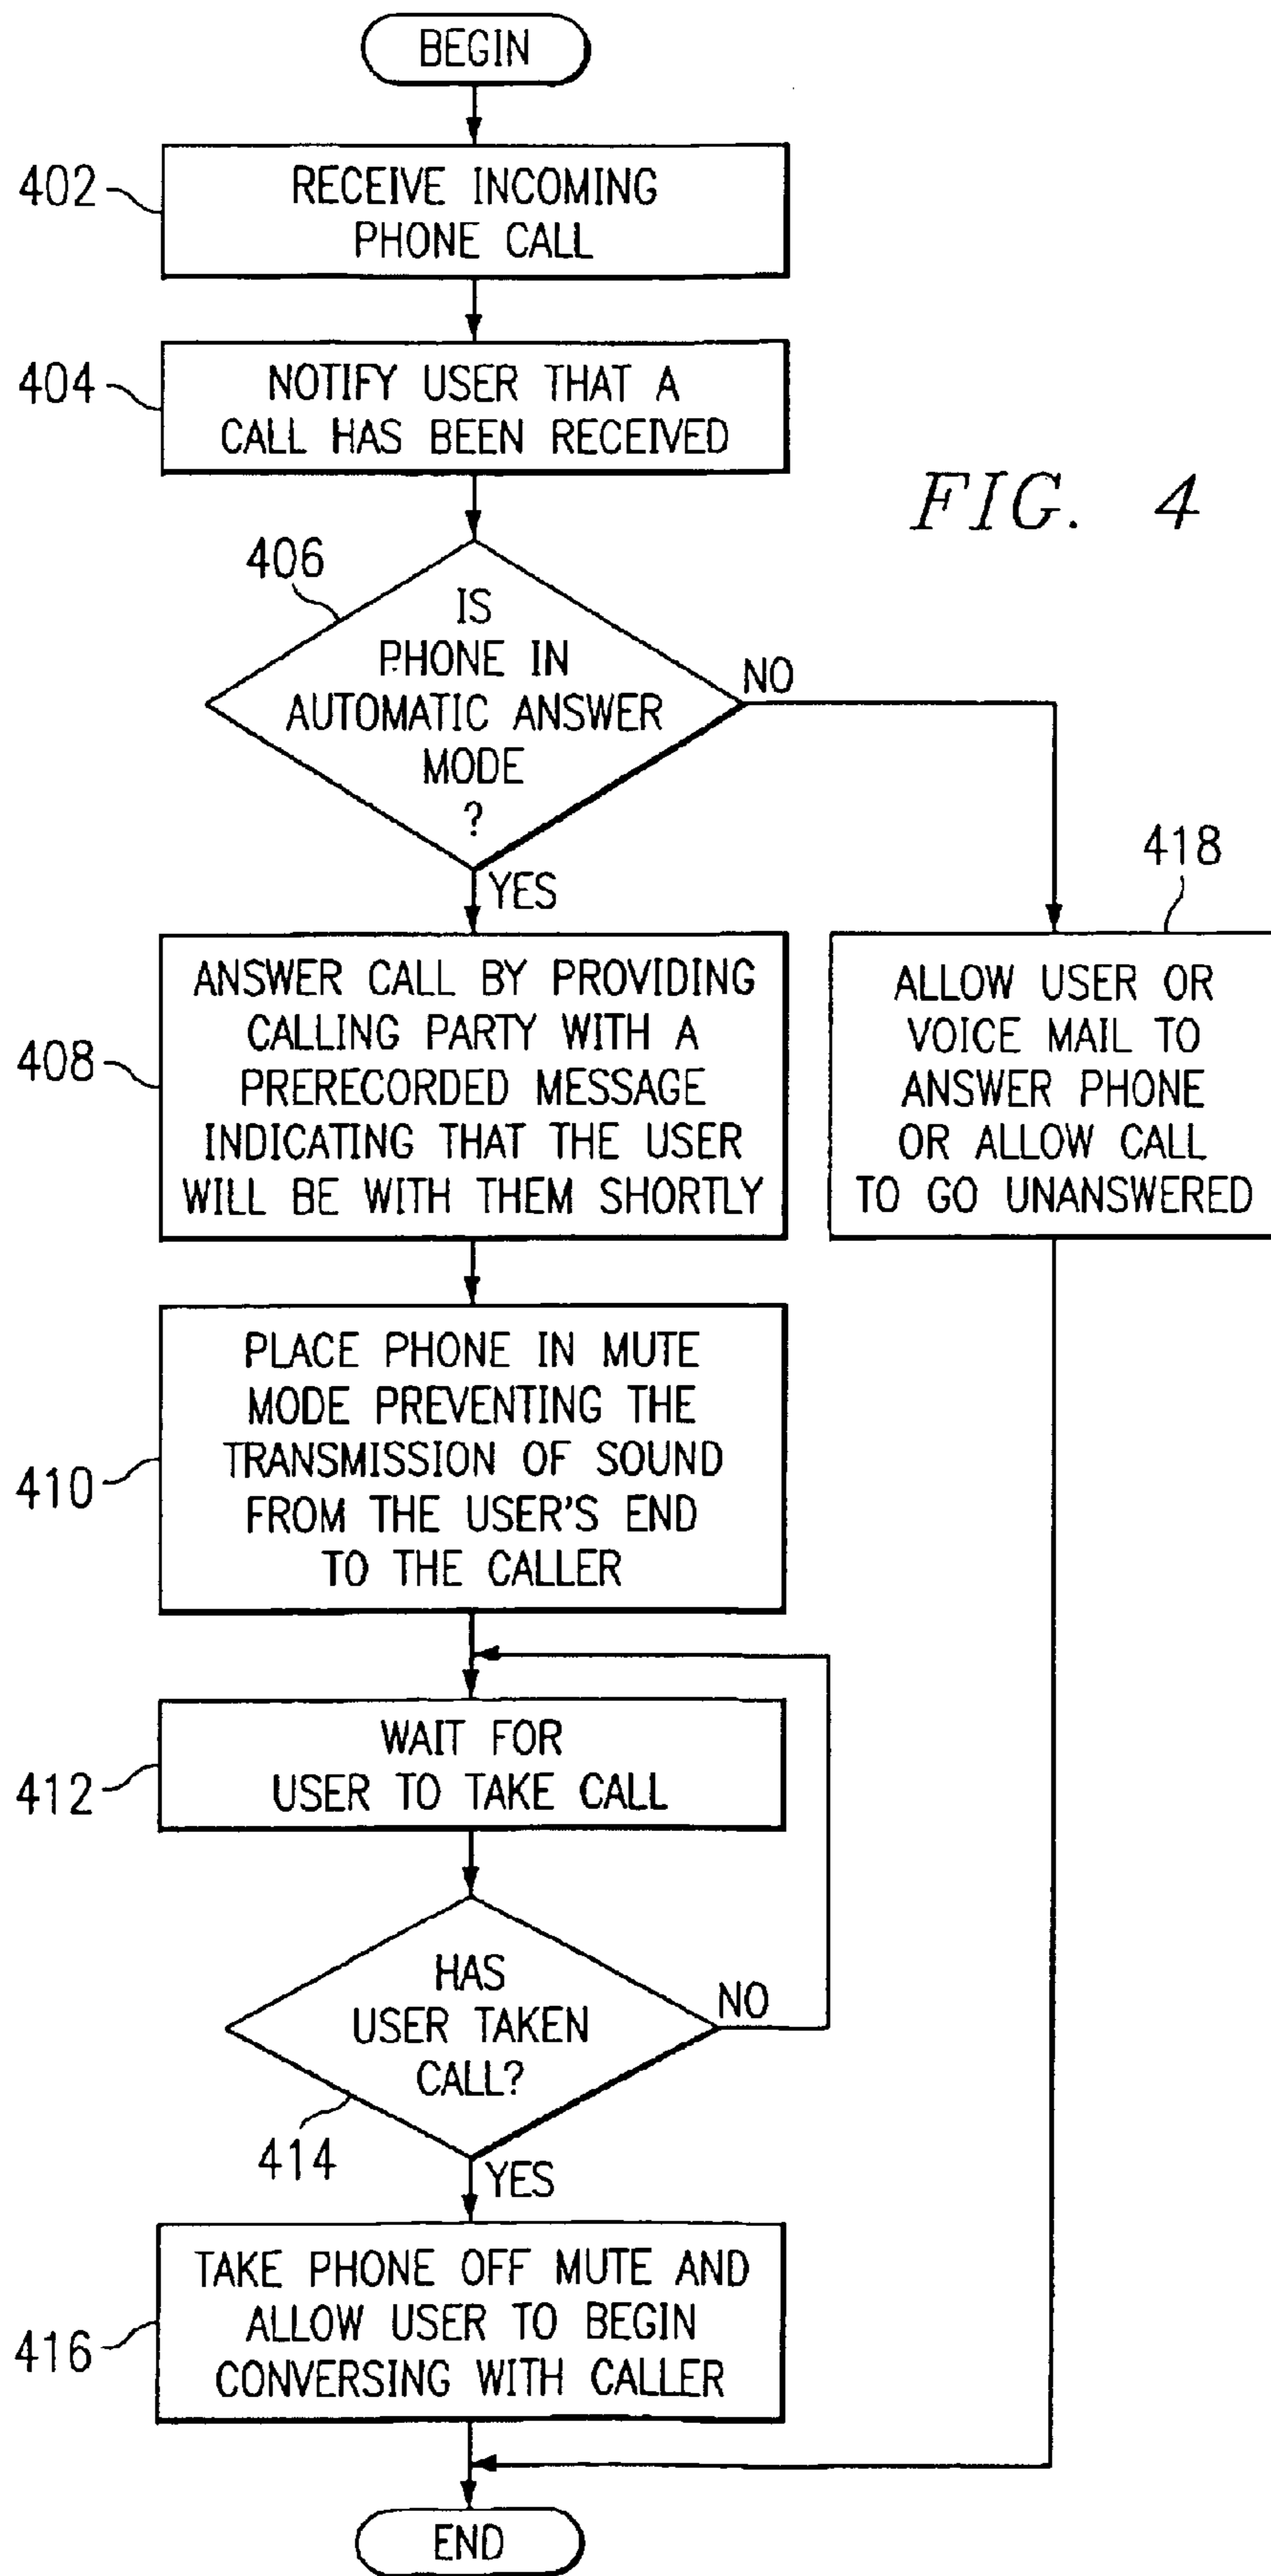 BEGIN
402
RECEIVE INCOMING
PHONE CALL
404
NOTIFY USER THAT A
CALL HAS BEEN RECEIVED
FIG. 4
406
IS
PHONE IN
AUTOMATIC ANSWER
MODE
?
NO
YES
418
408
ANSWER CALL BY PROVIDING
CALLING PARTY WITH A
PRERECORDED MESSAGE
INDICATING THAT THE USER
WILL BE WITH THEM SHORTLY
ALLOW USER OR
VOICE MAIL TO
ANSWER PHONE
OR ALLOW CALL
TO GO UNANSWERED
410
PLACE PHONE IN MUTE
MODE PREVENTING THE
TRANSMISSION OF SOUND
FROM THE USER'S END
TO THE CALLER
412
WAIT FOR
USER TO TAKE CALL
HAS
USER TAKEN
CALL?
NO
414
YES
416
TAKE PHONE OFF MUTE AND
ALLOW USER TO BEGIN
CONVERSING WITH CALLER
END